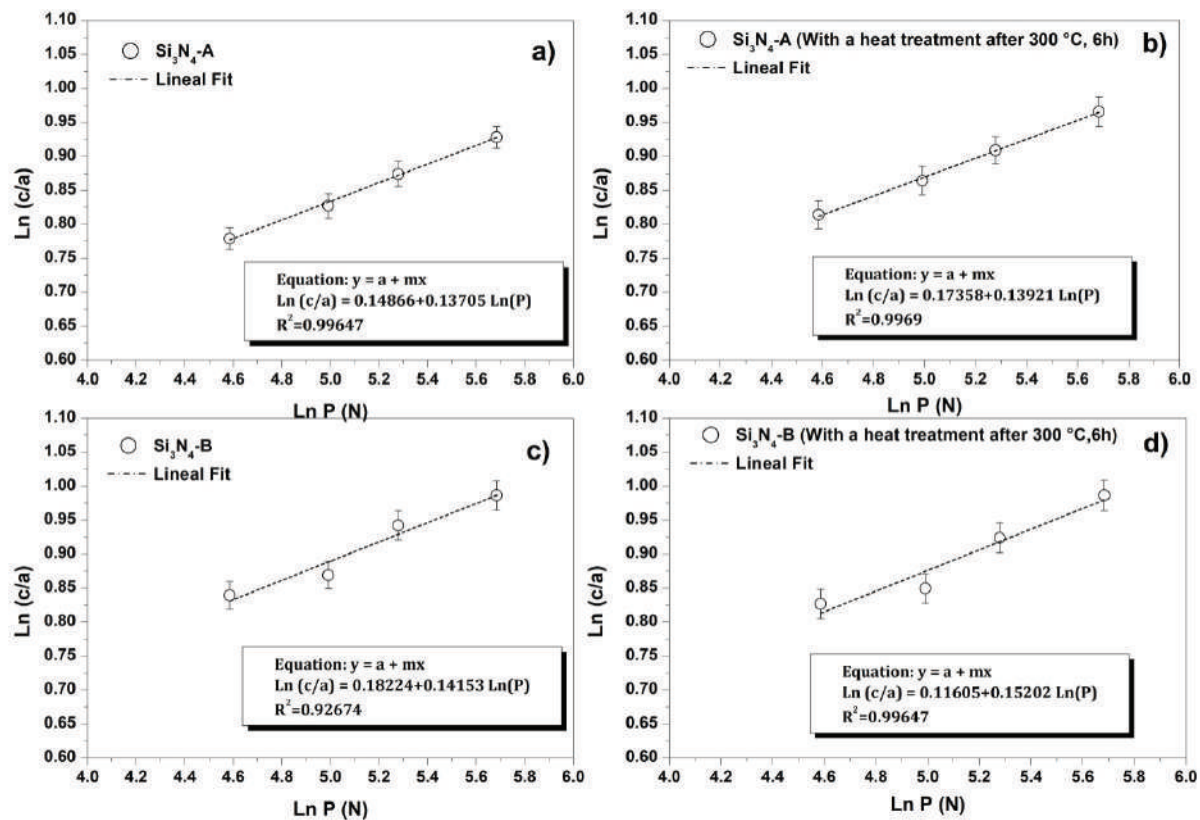 a)
Si₃N₄-A
Lineal Fit
Equation: y = a + mx
Ln (c/a) = 0.14866+0.13705 Ln(P)
R²=0.99647
Ln (c/a)
1.10
1.05
1.00
0.95
0.90
0.85
0.80
0.75
0.70
0.65
0.60
4.0 4.2 4.4 4.6 4.8 5.0 5.2 5.4 5.6 5.8 6.0
Ln P (N)
b)
Si₃N₄-A (With a heat treatment after 300 °C, 6h)
Lineal Fit
Equation: y = a + mx
Ln (c/a) = 0.17358+0.13921 Ln(P)
R²=0.9969
Ln (c/a)
1.10
1.05
1.00
0.95
0.90
0.85
0.80
0.75
0.70
0.65
0.60
4.0 4.2 4.4 4.6 4.8 5.0 5.2 5.4 5.6 5.8 6.0
Ln P (N)
c)
Si₃N₄-B
Lineal Fit
Equation: y = a + mx
Ln (c/a) = 0.18224+0.14153 Ln(P)
R²=0.92674
Ln (c/a)
1.10
1.05
1.00
0.95
0.90
0.85
0.80
0.75
0.70
0.65
0.60
4.0 4.2 4.4 4.6 4.8 5.0 5.2 5.4 5.6 5.8 6.0
Ln P (N)
d)
Si₃N₄-B (With a heat treatment after 300 °C,6h)
Lineal Fit
Equation: y = a + mx
Ln (c/a) = 0.11605+0.15202 Ln(P)
R²=0.99647
Ln (c/a)
1.10
1.05
1.00
0.95
0.90
0.85
0.80
0.75
0.70
0.65
0.60
4.0 4.2 4.4 4.6 4.8 5.0 5.2 5.4 5.6 5.8 6.0
Ln P (N)